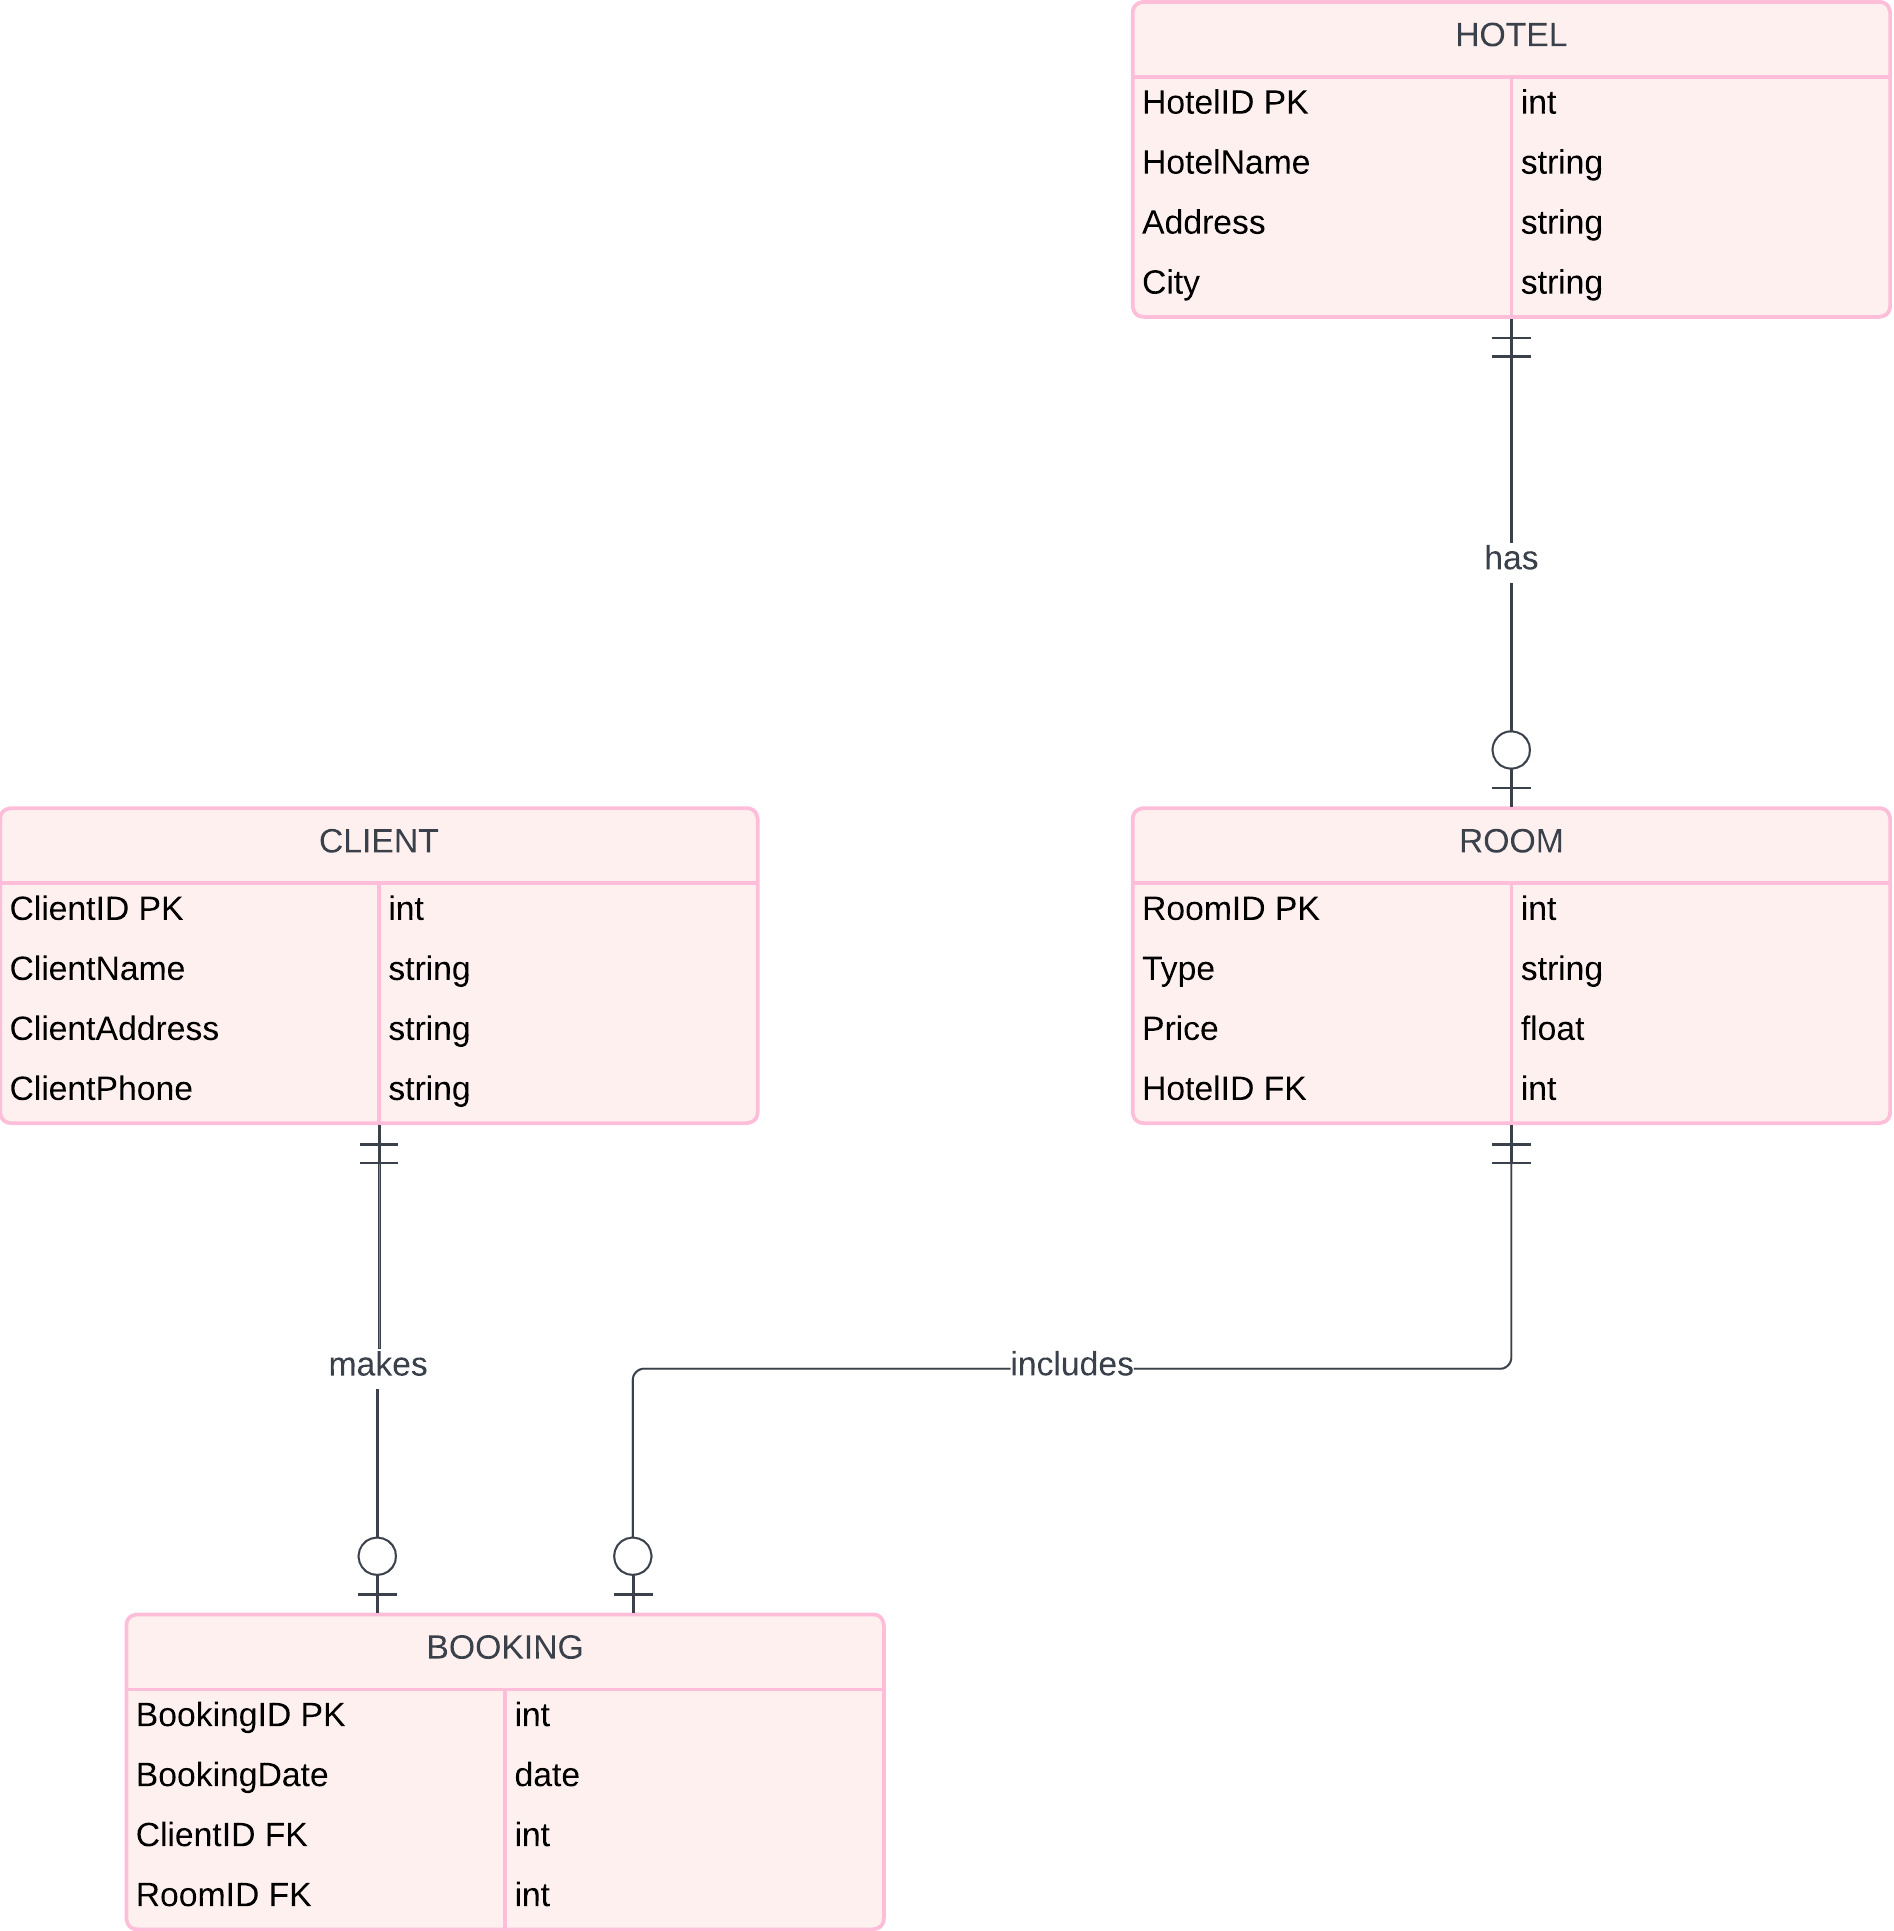 HOTEL
HotelID PK int
HotelName string
Address string
City string
has
CLIENT
ClientID PK int
ClientName string
ClientAddress string
ClientPhone string
ROOM
RoomID PK int
Type string
Price float
HotelID FK int
makes
includes
BOOKING
BookingID PK int
BookingDate date
ClientID FK int
RoomID FK int